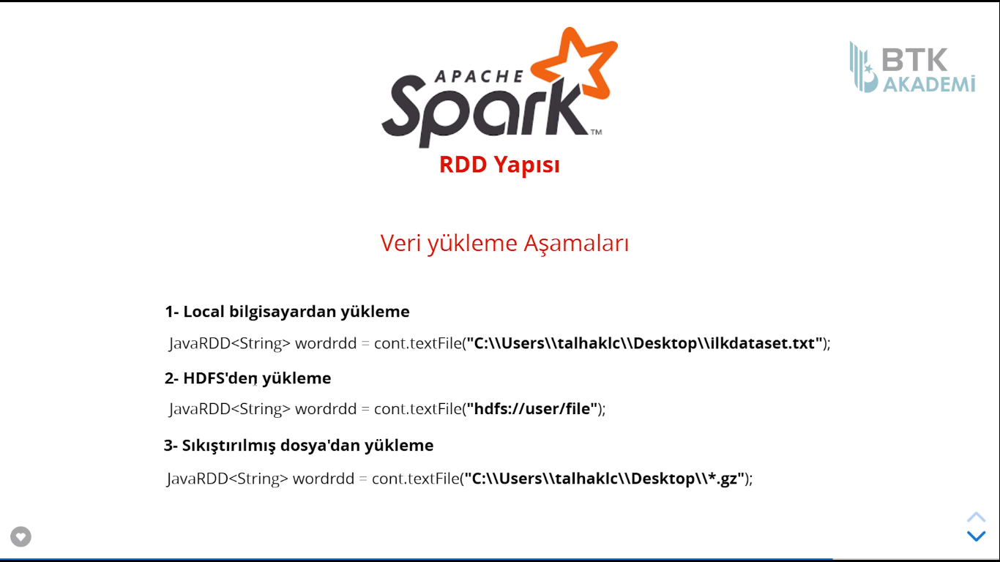 APACHE
Spark™
BTK
AKADEMİ
RDD Yapısı
Veri yükleme Aşamaları
1- Local bilgisayardan yükleme
JavaRDD<String> wordrdd = cont.textFile("C:\\Users\\talhaklc\\Desktop\\ilkdataset.txt");
2- HDFS'den yükleme
JavaRDD<String> wordrdd = cont.textFile("hdfs://user/file");
3- Sıkıştırılmış dosya'dan yükleme
JavaRDD<String> wordrdd = cont.textFile("C:\\Users\\talhaklc\\Desktop\\*.gz");